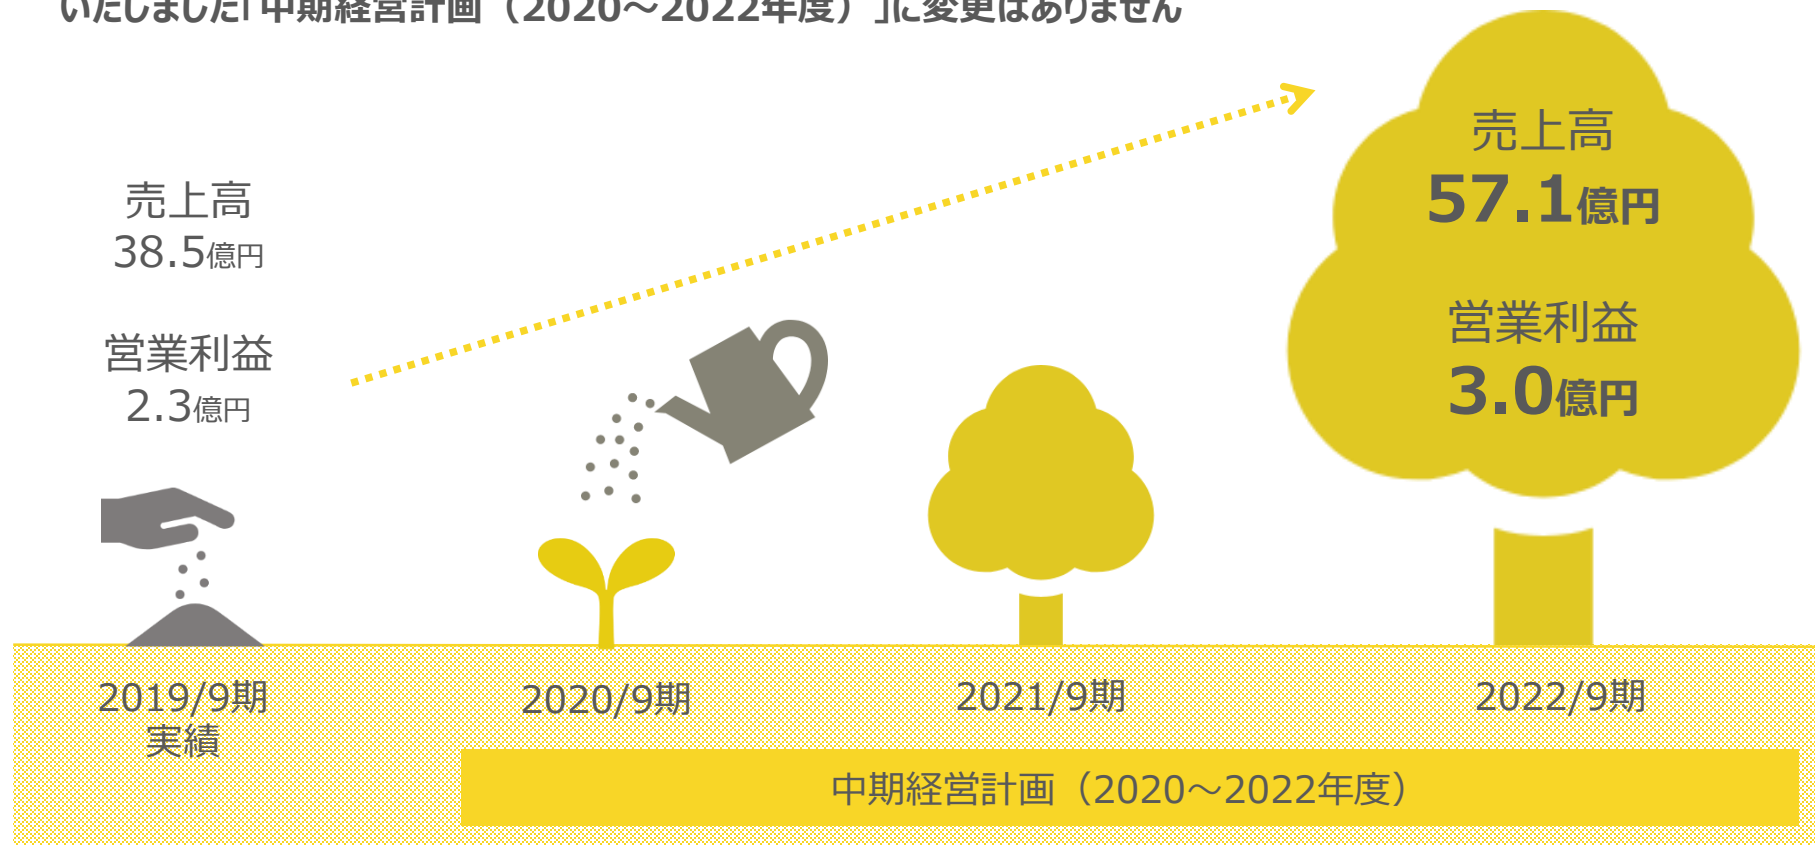 いたしました「中期経営計画（2020～2022年度）」に変更はありません
売上高
38.5億円
営業利益
2.3億円
売上高
57.1億円
営業利益
3.0億円
2019/9期
実績
2020/9期
2021/9期
2022/9期
中期経営計画（2020～2022年度）